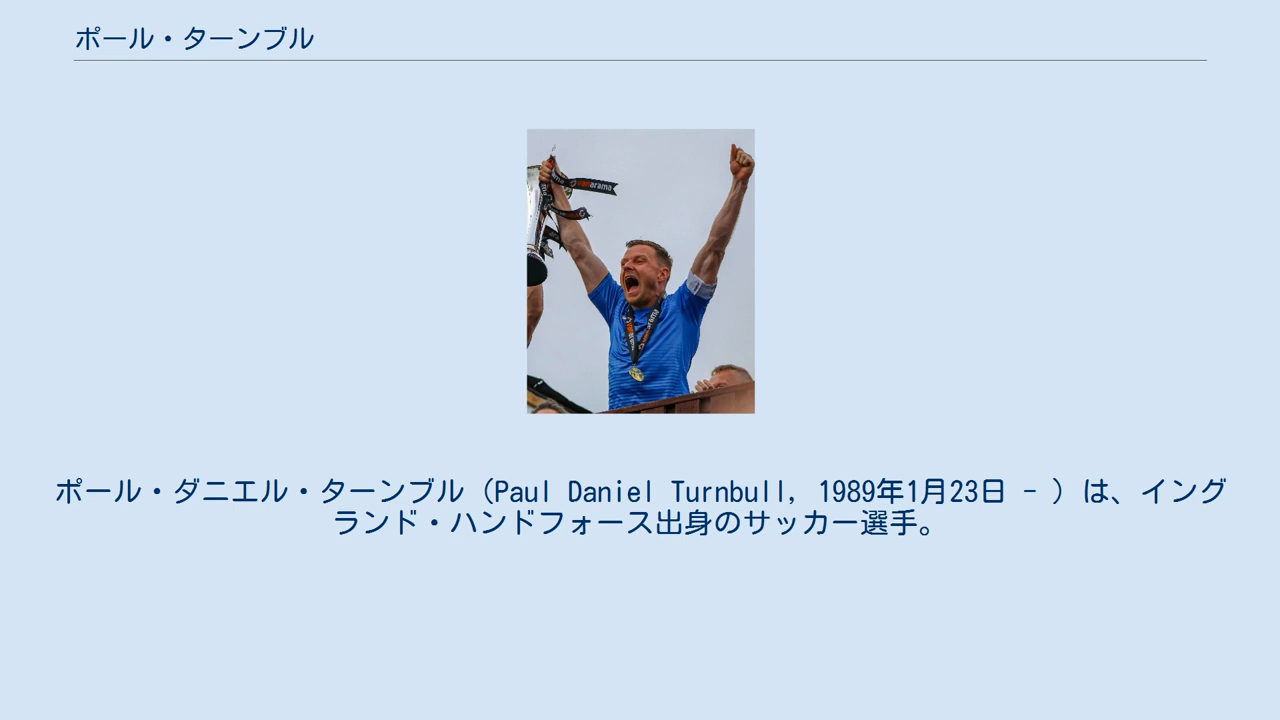 ポール・ターンブル
vanarama
ポール・ダニエル・ターンブル（Paul Daniel Turnbull, 1989年1月23日 - ）は、イング
ランド・ハンドフォース出身のサッカー選手。